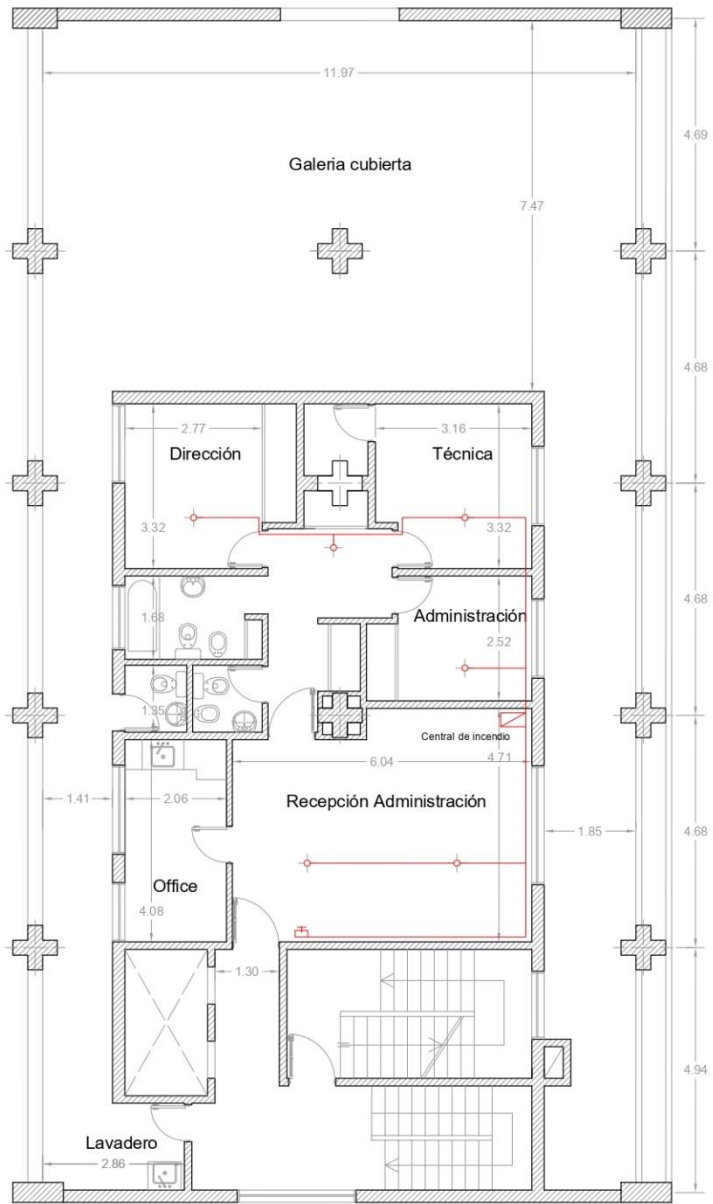 11.97
4.69
Galeria cubierta
7.47
4.68
2.77
3.16
Dirección
Técnica
3.32
3.32
4.68
1.68
Administración
2.52
1.35
Central de incendio
4.71
6.04
1.41
2.06
Recepción Administración
4.68
1.85
Office
4.08
1.30
4.94
Lavadero
2.86